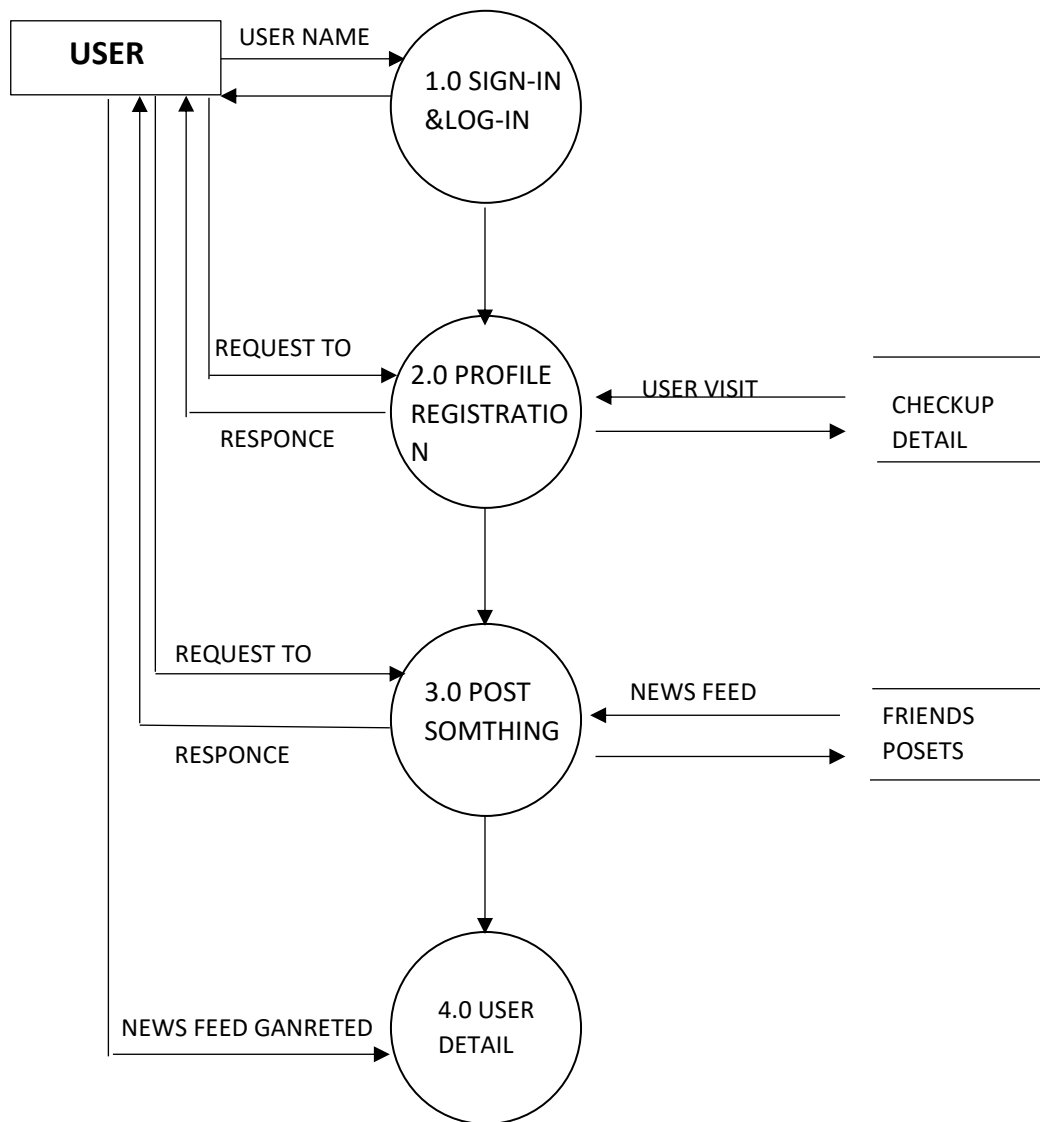 USER
USER NAME
1.0 SIGN-IN
&LOG-IN
REQUEST TO
2.0 PROFILE
REGISTRATIO
N
RESPONCE
USER VISIT
CHECKUP
DETAIL
REQUEST TO
3.0 POST
SOMTHING
RESPONCE
NEWS FEED
FRIENDS
POSETS
NEWS FEED GANRETED
4.0 USER
DETAIL